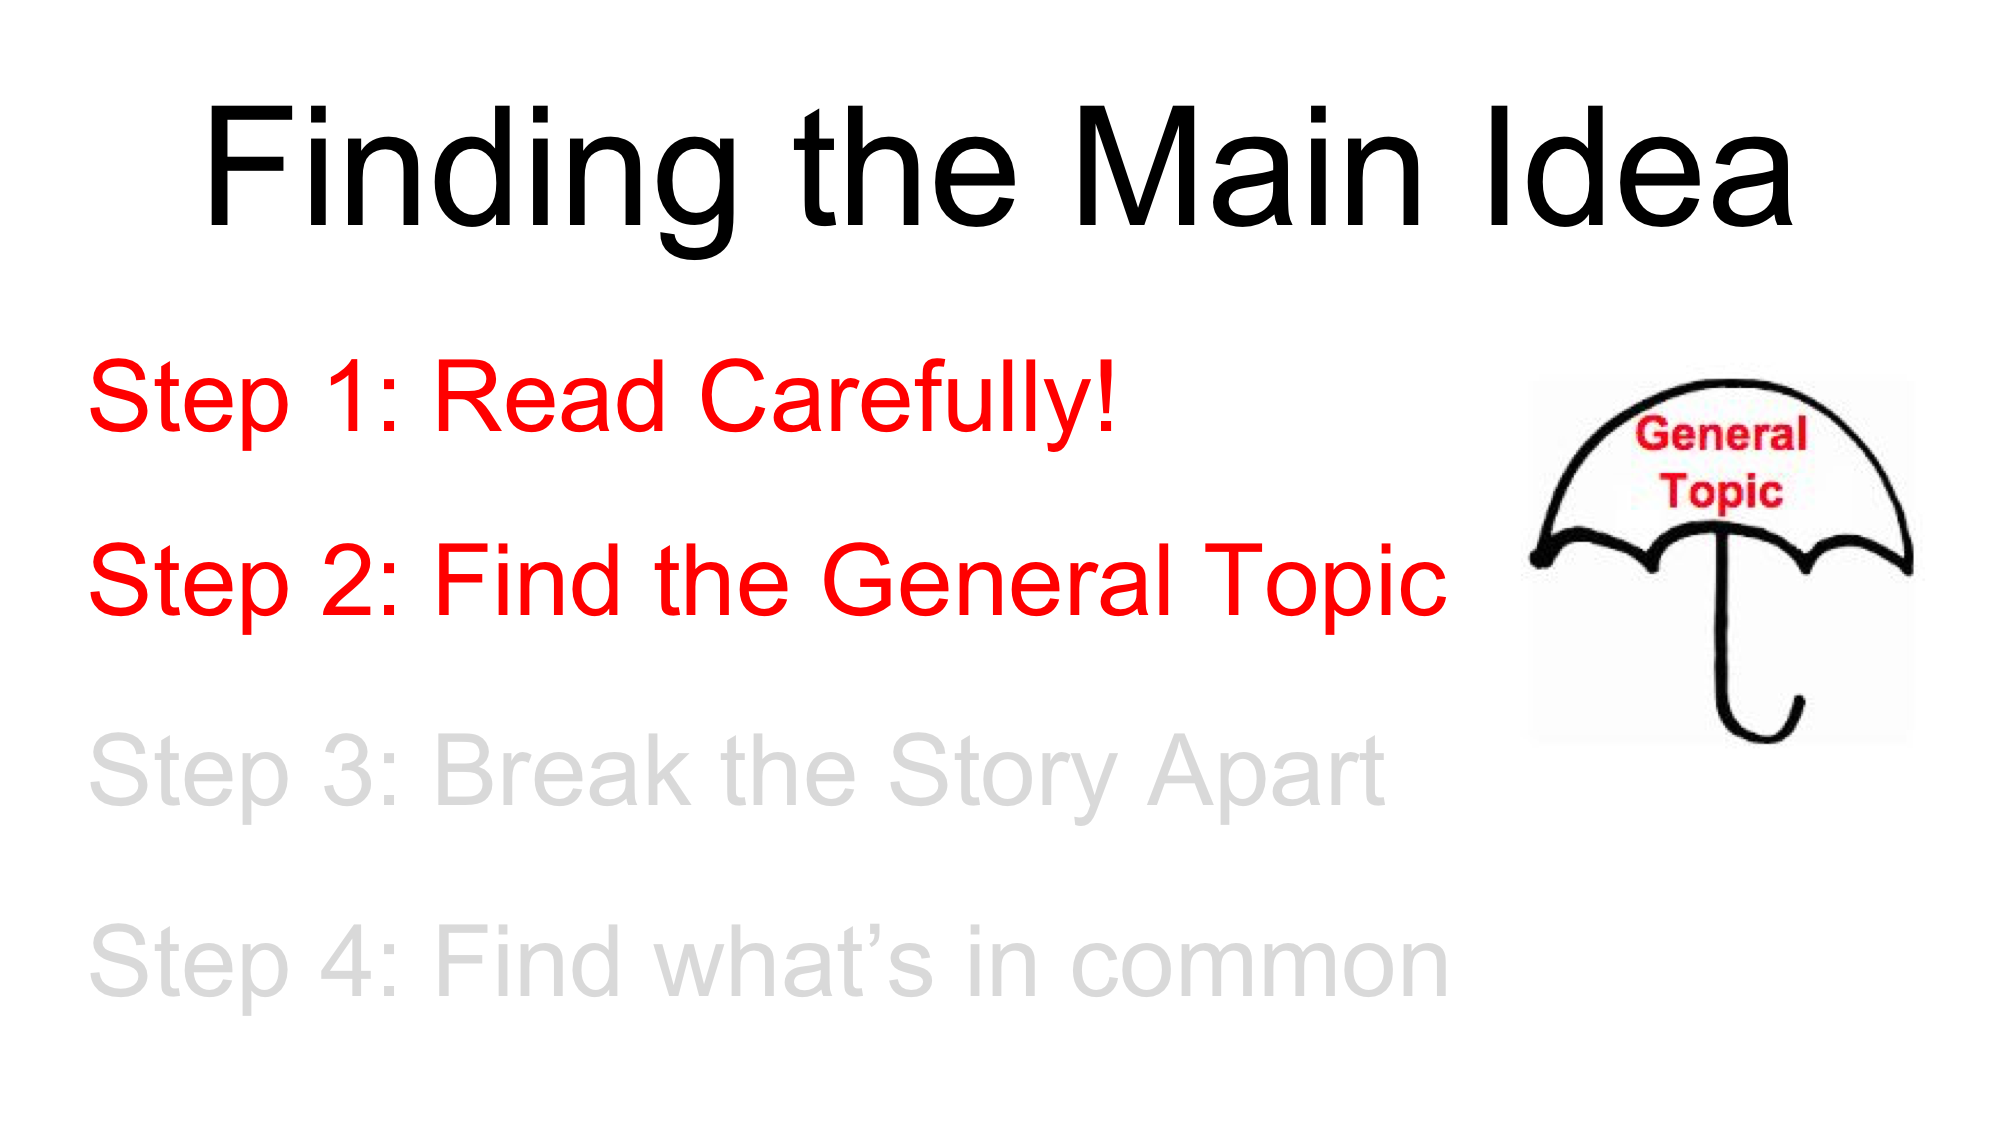 Finding the Main Idea
Step 1: Read Carefully!
General
Topic
Step 2: Find the General Topic
Step 3: Break the Story Apart
Step 4: Find what’s in common